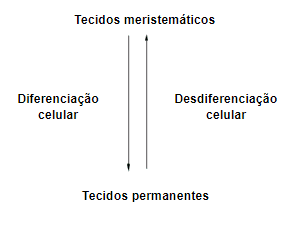 Tecidos meristemáticos
Diferenciação
celular
Desdiferenciação
celular
Tecidos permanentes